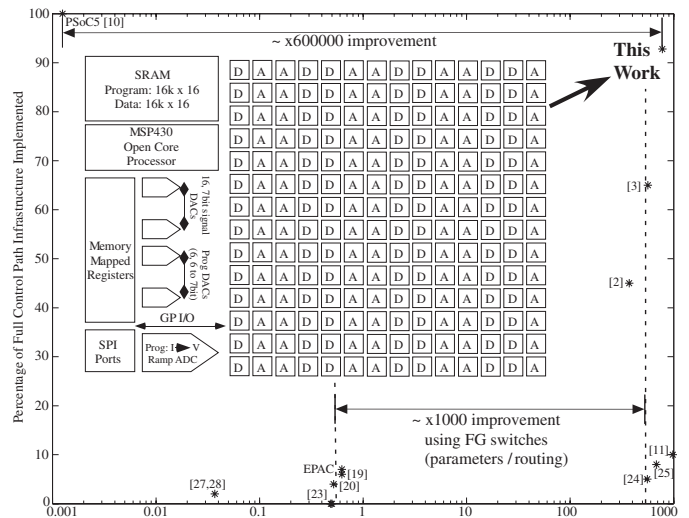 100
PSoC5 [10]
~ x600000 improvement
This
Work
90
80
70
60
50
40
30
20
10
0
Percentage of Full Control Path Infrastructure Implemented
SRAM
Program: 16k x 16
Data: 16k x 16
MSP430
Open Core
Processor
Memory
Mapped
Registers
16, 7bit signal
DACs
Prog DACs
(6, 6 to 7bit)
GP I/O
SPI
Ports
Prog: I V
Ramp ADC
D A A D D A A D D A A D D A
D A A D D A A D D A A D D A
D A A D D A A D D A A D D A
D A A D D A A D D A A D D A
D A A D D A A D D A A D D A
D A A D D A A D D A A D D A
D A A D D A A D D A A D D A
D A A D D A A D D A A D D A
D A A D D A A D D A A D D A
D A A D D A A D D A A D D A
D A A D D A A D D A A D D A
D A A D D A A D D A A D D A
D A A D D A A D D A A D D A
D A A D D A A D D A A D D A
[3]
[2]
~ x1000 improvement
using FG switches
(parameters / routing)
[27,28]
EPAC
[19]
[20]
[23]
[11]
[25]
[24]
0.001
0.01
0.1
1
10
100
1000